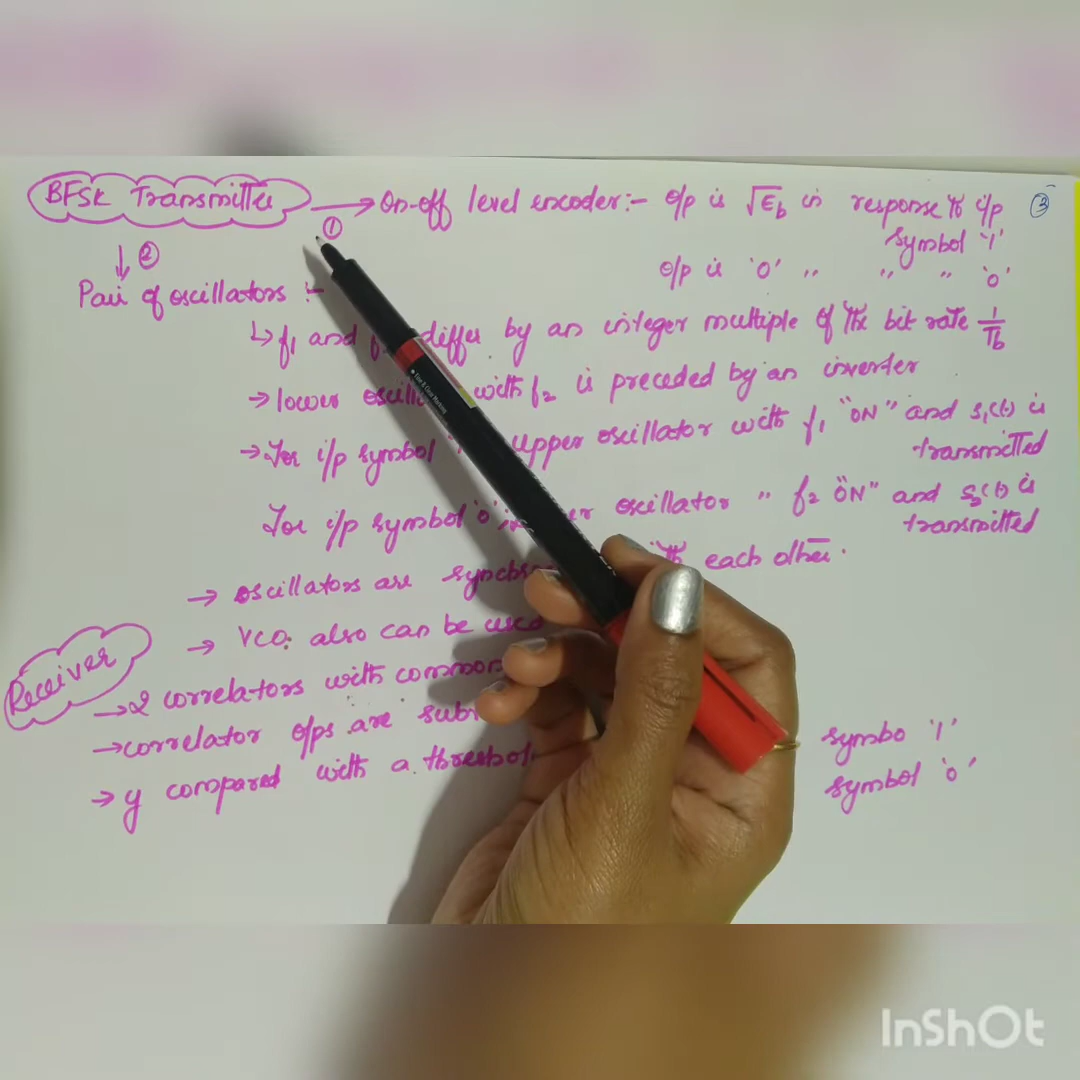 BFSK Transmitter
① → On-off level encoder:- o/p is √Eb in response to i/p ③
symbol '1'
o/p is '0' " " " '0'
↓ ②
Pair of oscillators :-
↳ f1 and differ by an integer multiple of the bit rate 1/Tb
→ lower with f2 is preceded by an inverter
→ For i/p symbol upper oscillator with f1 "ON" and s1(t) is
transmitted
For i/p symbol '0' oscillator " f2 "ON" and s2(t) is
transmitted
→ oscillators are each other.
→ VCO: also can be used
Receiver
→ 2 correlators with common
→ correlator o/ps are
→ y compared with a
symbo '1'
symbol '0'
InShOt